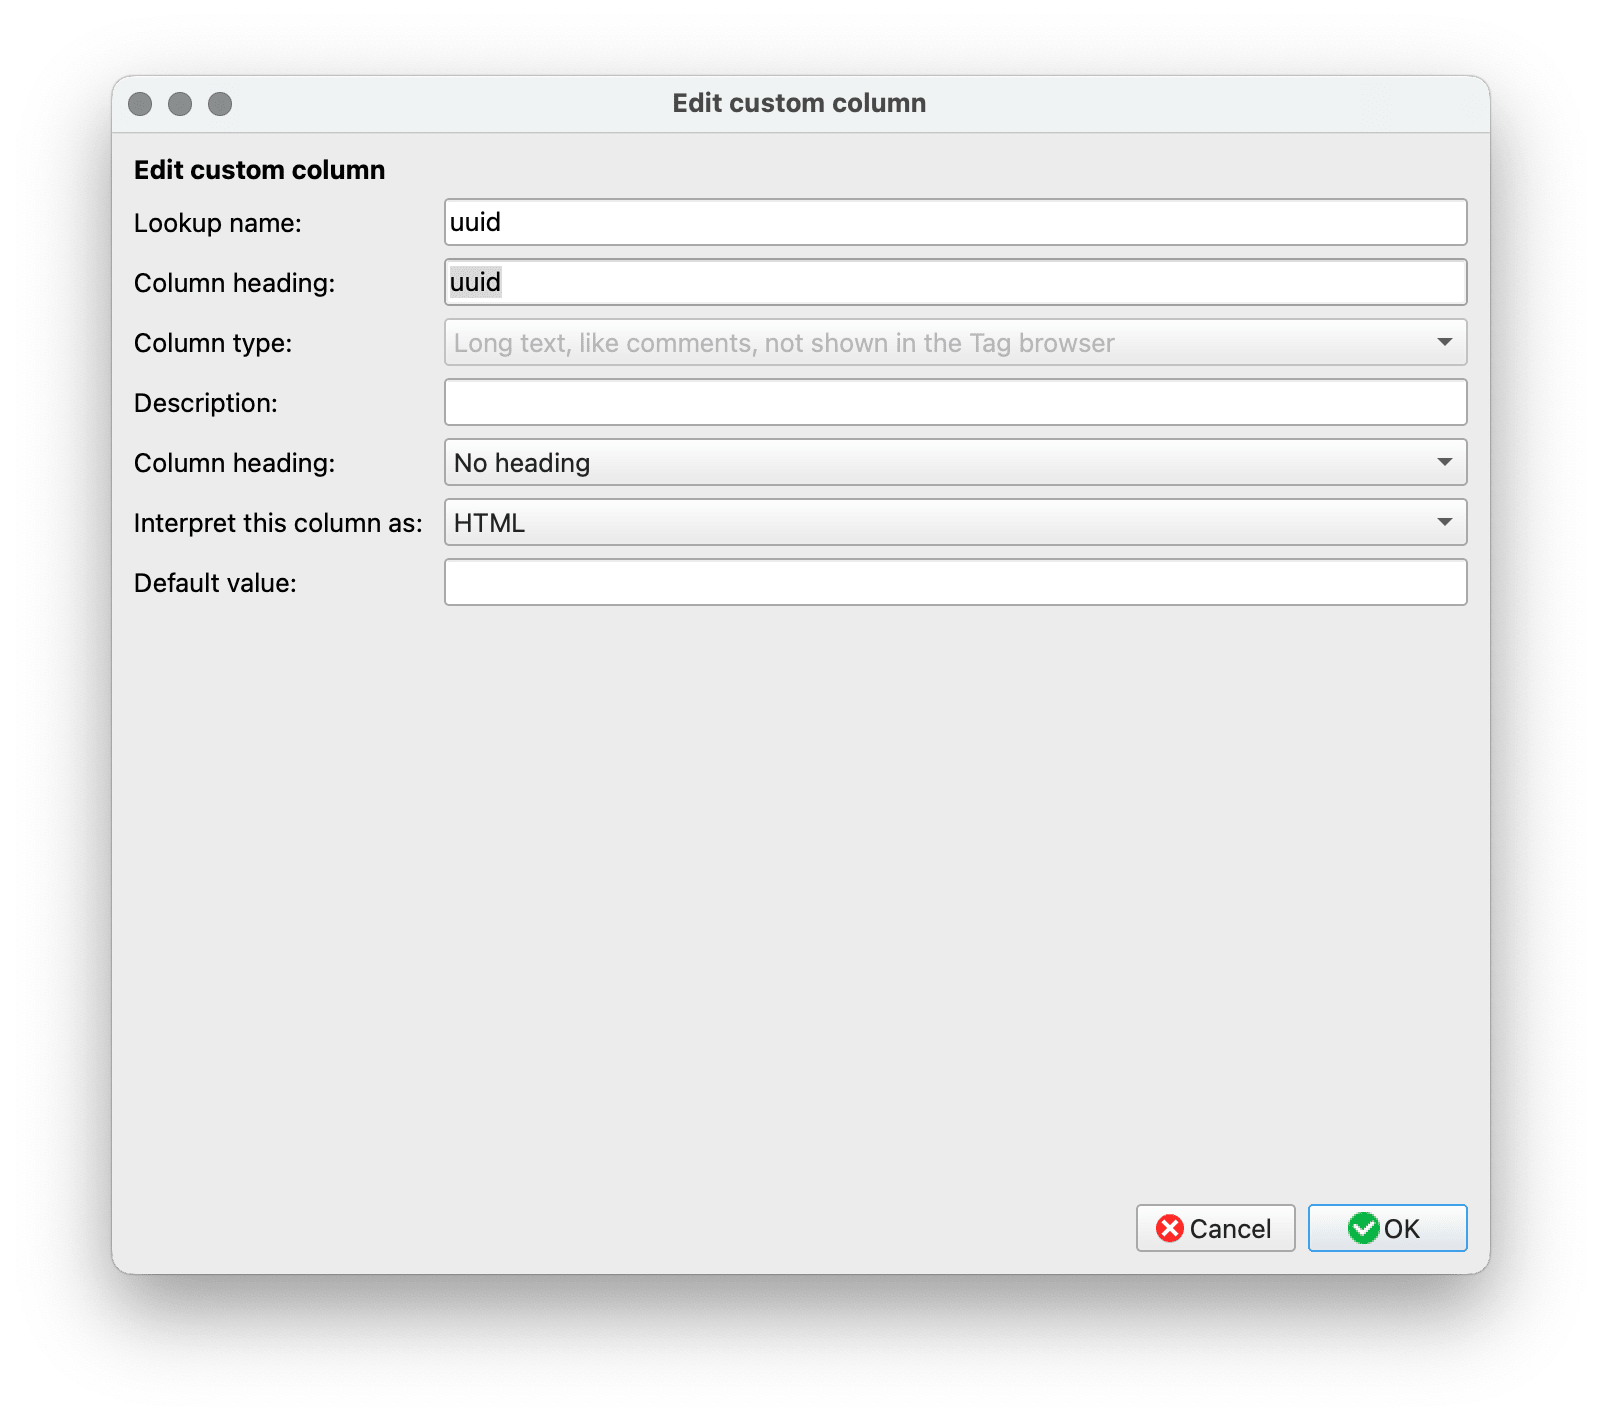 Edit custom column
Edit custom column
Lookup name: uuid
Column heading: uuid
Column type: Long text, like comments, not shown in the Tag browser
Description:
Column heading: No heading
Interpret this column as: HTML
Default value:
Cancel OK